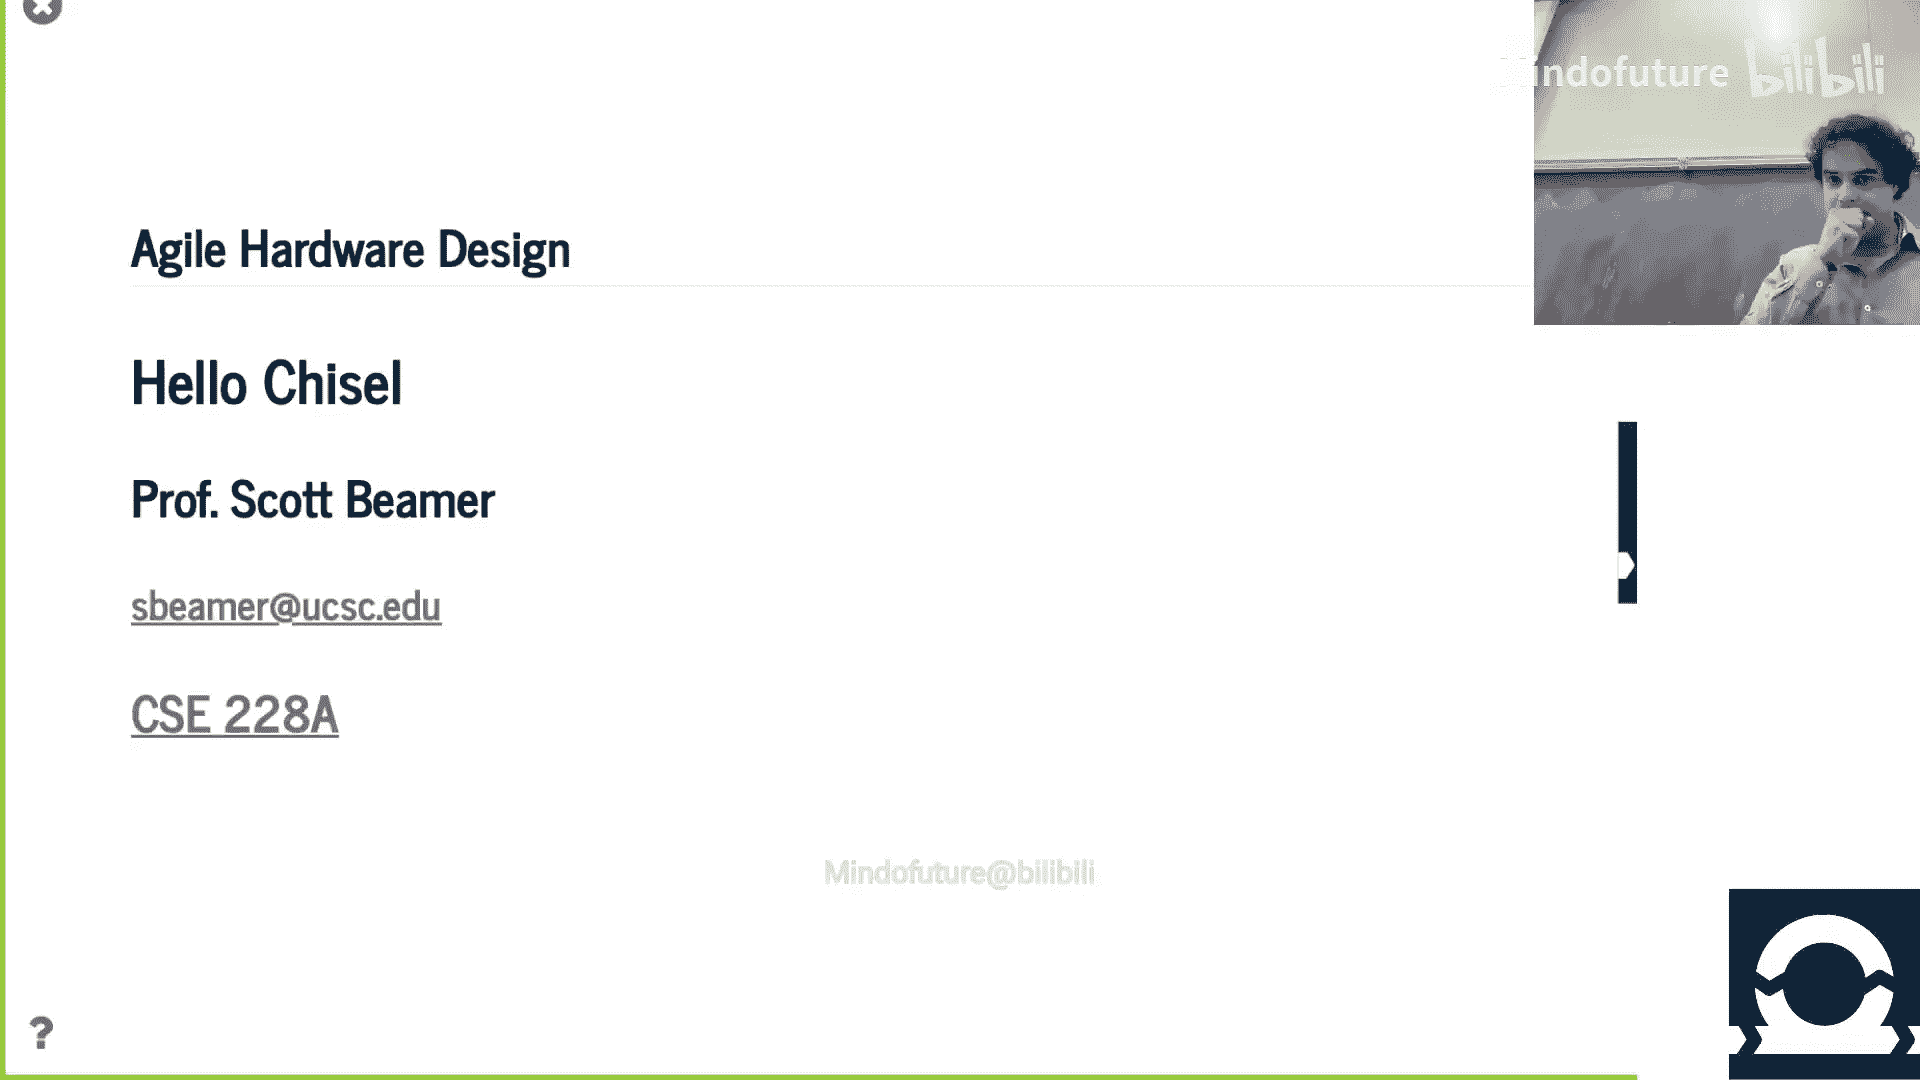 indofuture bilibili
Agile Hardware Design
Hello Chisel
Prof. Scott Beamer
sbeamer@ucsc.edu
CSE 228A
Mindofuture@bilibili
?